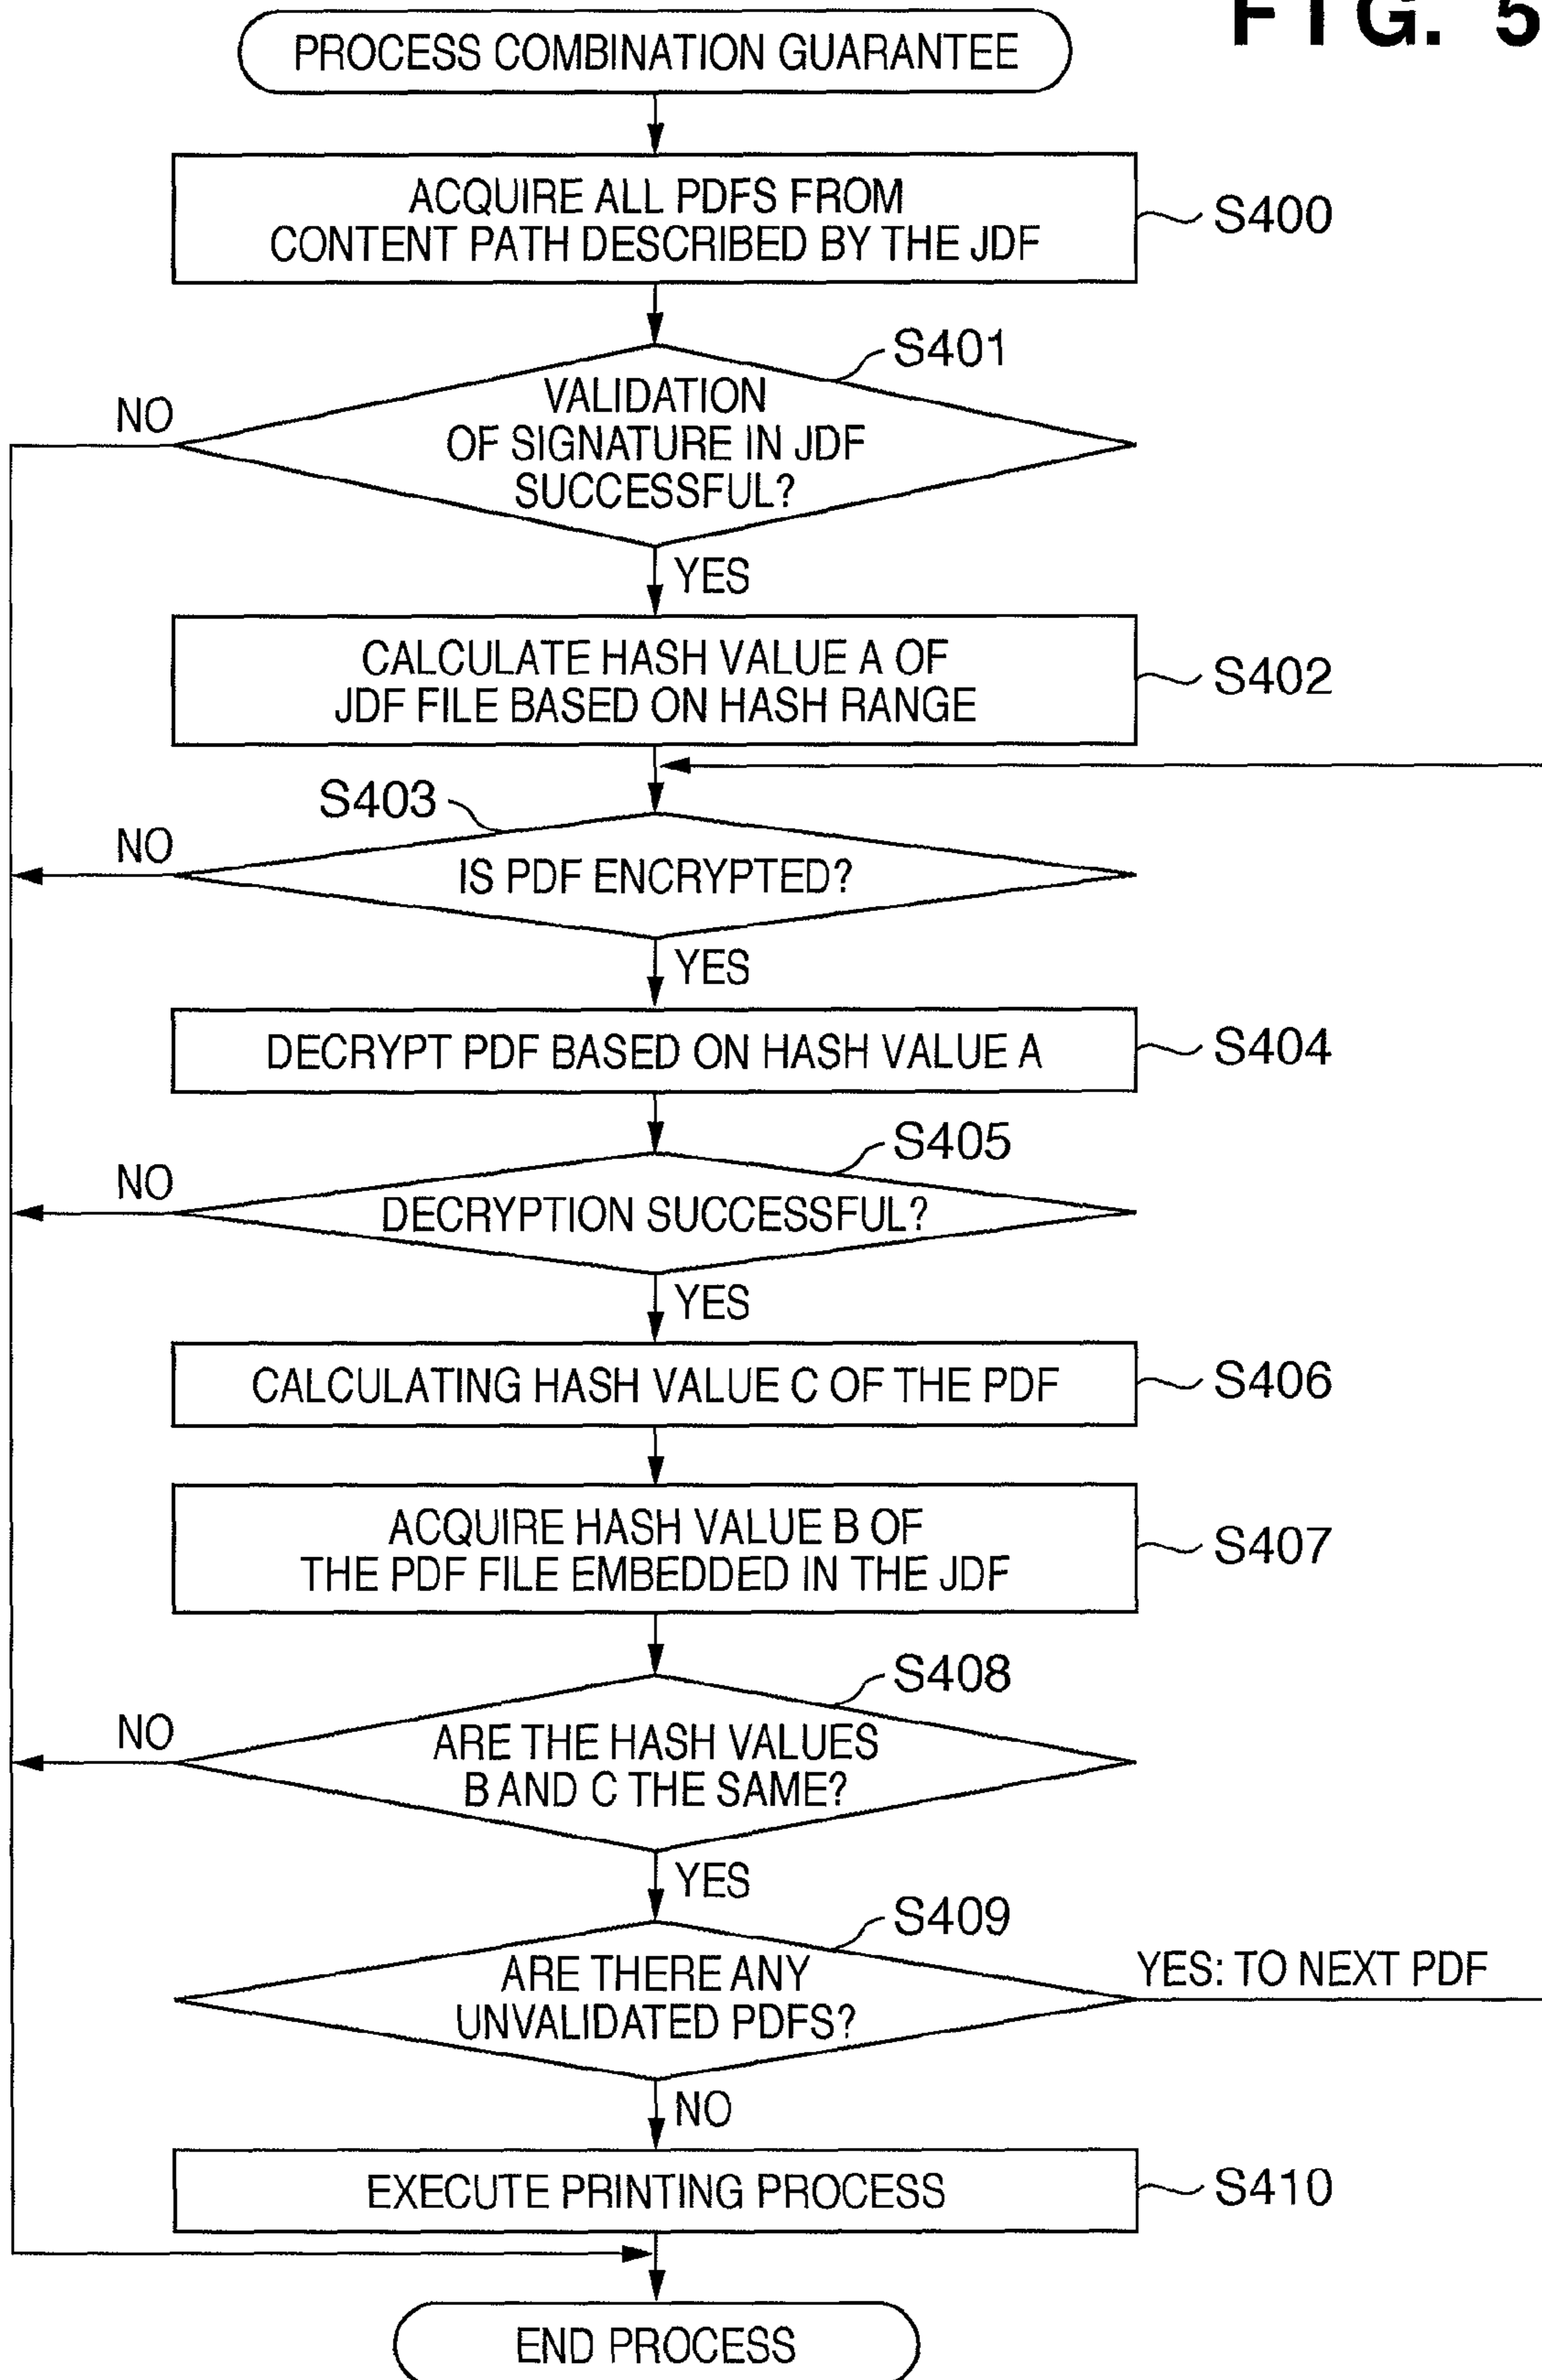 FIG. 5
PROCESS COMBINATION GUARANTEE
ACQUIRE ALL PDFS FROM
CONTENT PATH DESCRIBED BY THE JDF
S400
S401
VALIDATION
OF SIGNATURE IN JDF
SUCCESSFUL?
NO
YES
CALCULATE HASH VALUE A OF
JDF FILE BASED ON HASH RANGE
S402
S403
NO
IS PDF ENCRYPTED?
YES
DECRYPT PDF BASED ON HASH VALUE A
S404
S405
NO
DECRYPTION SUCCESSFUL?
YES
CALCULATING HASH VALUE C OF THE PDF
S406
ACQUIRE HASH VALUE B OF
THE PDF FILE EMBEDDED IN THE JDF
S407
S408
NO
ARE THE HASH VALUES
B AND C THE SAME?
YES
S409
ARE THERE ANY
UNVALIDATED PDFS?
YES: TO NEXT PDF
NO
EXECUTE PRINTING PROCESS
S410
END PROCESS